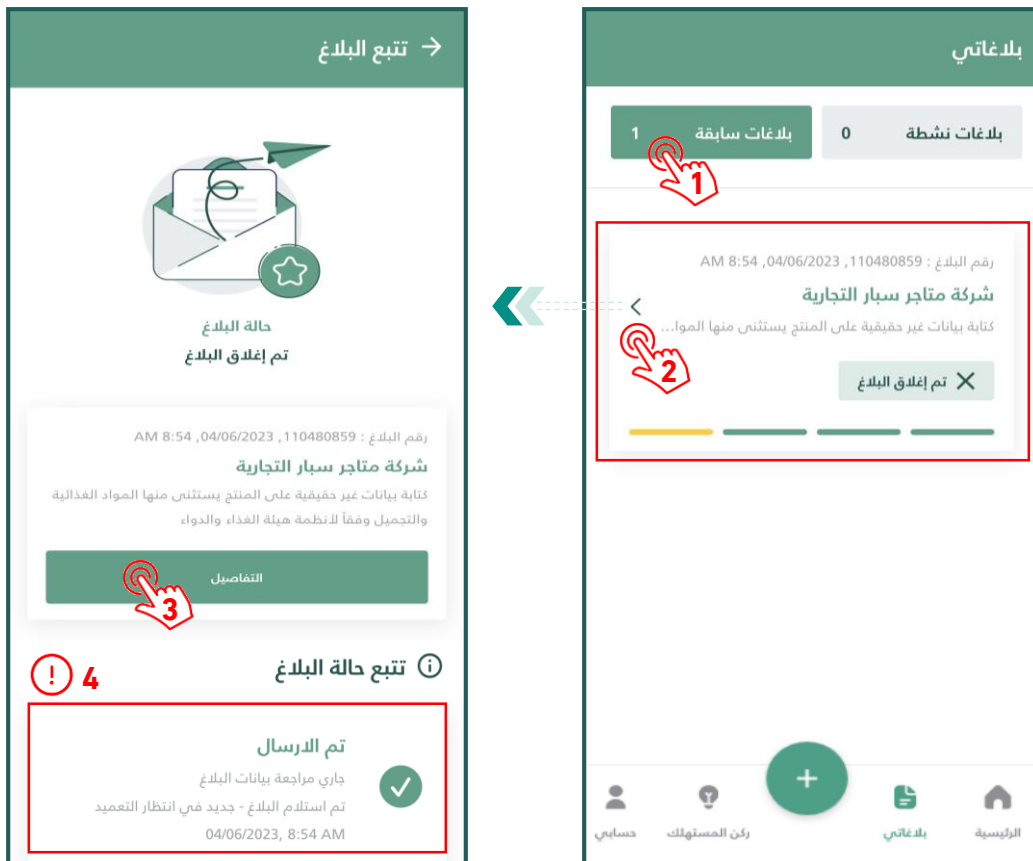 بلاغاتي
بلاغات نشطة 0
بلاغات سابقة 1
1
رقم البلاغ : 110480859, 04/06/2023, 8:54 AM
شركة متاجر سبار التجارية
كتابة بيانات غير حقيقية على المنتج يستثنى منها الموا...
2
تم إغلاق البلاغ
الرئيسية
بلاغاتي
+
ركن المستهلك
حسابي
تتبع البلاغ
حالة البلاغ
تم إغلاق البلاغ
رقم البلاغ : 110480859, 04/06/2023, 8:54 AM
شركة متاجر سبار التجارية
كتابة بيانات غير حقيقية على المنتج يستثنى منها المواد الغذائية
والتجميل وفقاً لأنظمة هيئة الغذاء والدواء
التفاصيل
3
تتبع حالة البلاغ
4
تم الارسال
جاري مراجعة بيانات البلاغ
تم استلام البلاغ - جديد في انتظار التعميد
04/06/2023, 8:54 AM